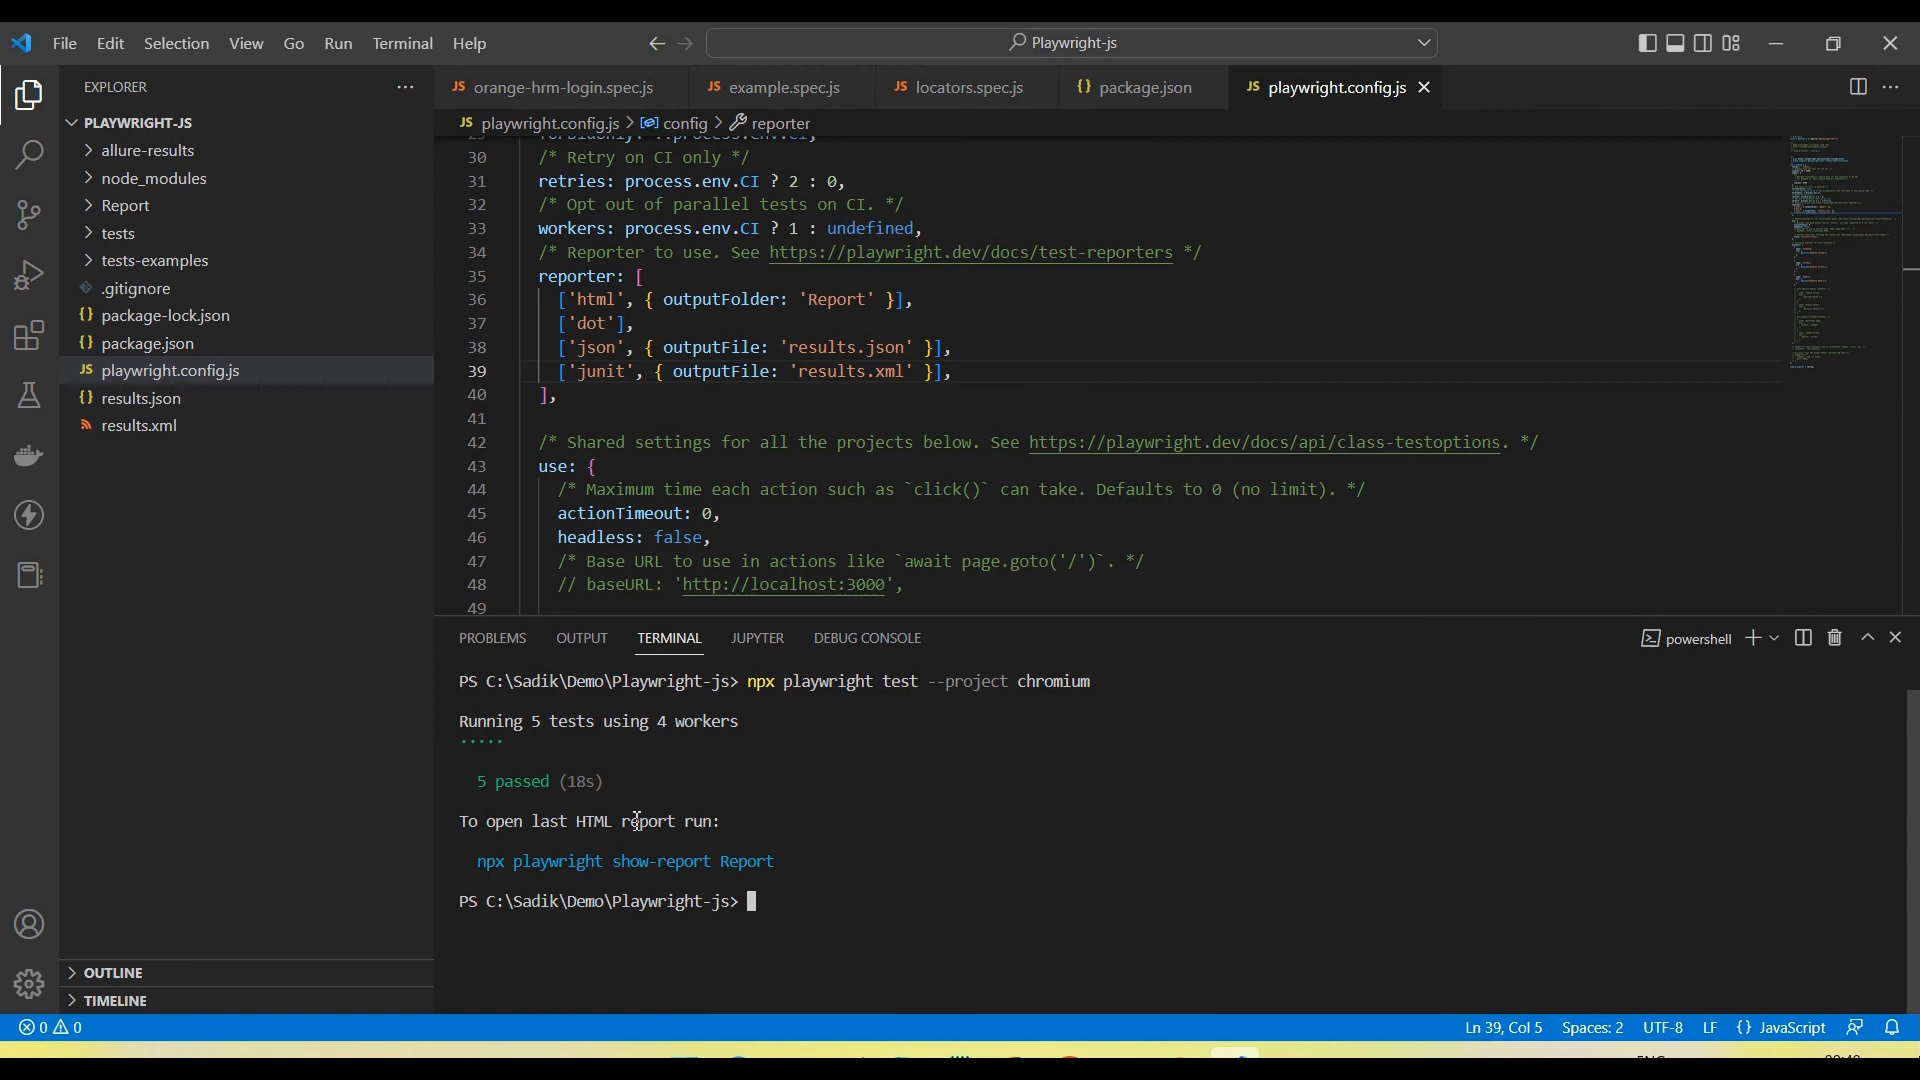 File Edit Selection View Go Run Terminal Help
Playwright-js
EXPLORER
PLAYWRIGHT-JS
allure-results
node_modules
Report
tests
tests-examples
.gitignore
package-lock.json
package.json
playwright.config.js
results.json
results.xml
OUTLINE
TIMELINE
orange-hrm-login.spec.js example.spec.js locators.spec.js package.json playwright.config.js
playwright.config.js > config > reporter
30 /* Retry on CI only */
31 retries: process.env.CI ? 2 : 0,
32 /* Opt out of parallel tests on CI. */
33 workers: process.env.CI ? 1 : undefined,
34 /* Reporter to use. See https://playwright.dev/docs/test-reporters */
35 reporter: [
36 ['html', { outputFolder: 'Report' }],
37 ['dot'],
38 ['json', { outputFile: 'results.json' }],
39 ['junit', { outputFile: 'results.xml' }],
40 ],
41
42 /* Shared settings for all the projects below. See https://playwright.dev/docs/api/class-testoptions. */
43 use: {
44 /* Maximum time each action such as `click()` can take. Defaults to 0 (no limit). */
45 actionTimeout: 0,
46 headless: false,
47 /* Base URL to use in actions like `await page.goto('/')`. */
48 // baseURL: 'http://localhost:3000',
49
PROBLEMS OUTPUT TERMINAL JUPYTER DEBUG CONSOLE
powershell
PS C:\Sadik\Demo\Playwright-js> npx playwright test --project chromium
Running 5 tests using 4 workers
·····
5 passed (18s)
To open last HTML report run:
npx playwright show-report Report
PS C:\Sadik\Demo\Playwright-js>
0 0
Ln 39, Col 5 Spaces: 2 UTF-8 LF {} JavaScript